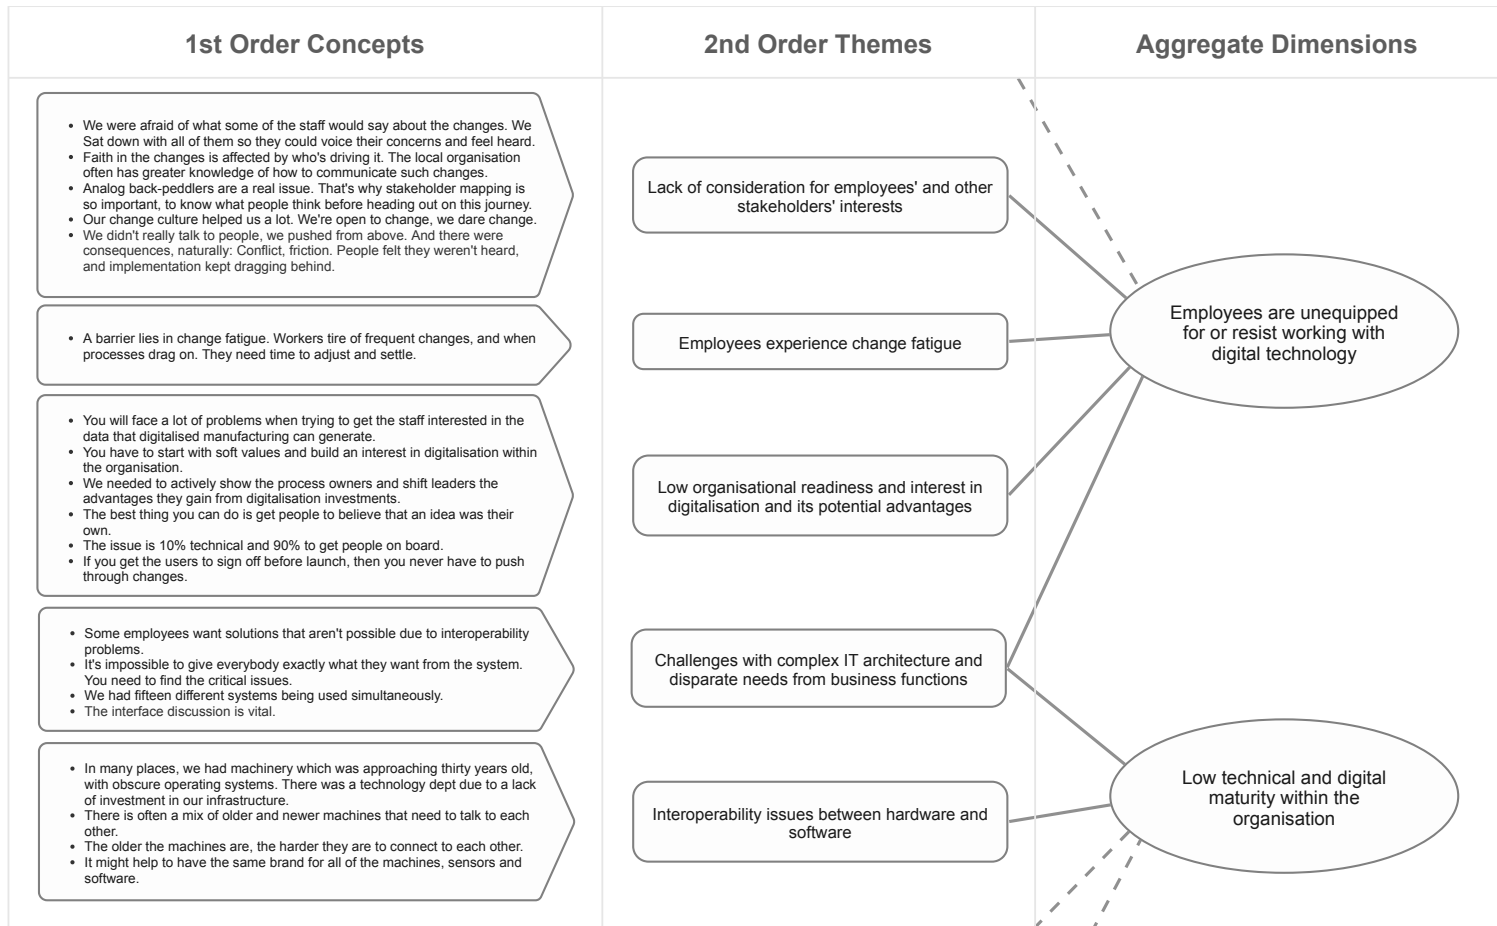 1st Order Concepts
2nd Order Themes
Aggregate Dimensions
• We were afraid of what some of the staff would say about the changes. We
Sat down with all of them so they could voice their concerns and feel heard.
• Faith in the changes is affected by who's driving it. The local organisation
often has greater knowledge of how to communicate such changes.
• Analog back-peddlers are a real issue. That's why stakeholder mapping is
so important, to know what people think before heading out on this journey.
• Our change culture helped us a lot. We're open to change, we dare change.
• We didn't really talk to people, we pushed from above. And there were
consequences, naturally: Conflict, friction. People felt they weren't heard,
and implementation kept dragging behind.
• A barrier lies in change fatigue. Workers tire of frequent changes, and when
processes drag on. They need time to adjust and settle.
• You will face a lot of problems when trying to get the staff interested in the
data that digitalised manufacturing can generate.
• You have to start with soft values and build an interest in digitalisation within
the organisation.
• We needed to actively show the process owners and shift leaders the
advantages they gain from digitalisation investments.
• The best thing you can do is get people to believe that an idea was their
own.
• The issue is 10% technical and 90% to get people on board.
• If you get the users to sign off before launch, then you never have to push
through changes.
• Some employees want solutions that aren't possible due to interoperability
problems.
• It's impossible to give everybody exactly what they want from the system.
You need to find the critical issues.
• We had fifteen different systems being used simultaneously.
• The interface discussion is vital.
• In many places, we had machinery which was approaching thirty years old,
with obscure operating systems. There was a technology dept due to a lack
of investment in our infrastructure.
• There is often a mix of older and newer machines that need to talk to each
other.
• The older the machines are, the harder they are to connect to each other.
• It might help to have the same brand for all of the machines, sensors and
software.
Lack of consideration for employees' and other
stakeholders' interests
Employees experience change fatigue
Low organisational readiness and interest in
digitalisation and its potential advantages
Challenges with complex IT architecture and
disparate needs from business functions
Interoperability issues between hardware and
software
Employees are unequipped
for or resist working with
digital technology
Low technical and digital
maturity within the
organisation